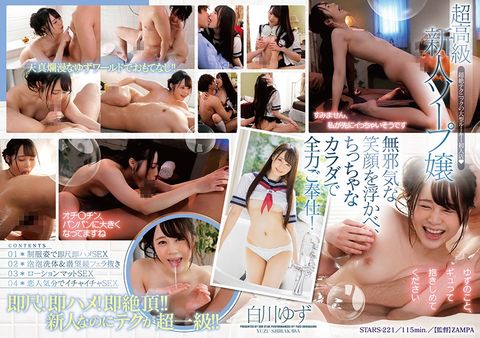 天真爛漫なゆずワールドでおもてなし!!
オチ〇チン、
パンパンに大きく
なってますね
CONTENTS
01＊制服姿で即尺即ハメSEX
02＊泡泡洗体&潜望鏡フェラ抜き
03＊ローションマットSEX
04＊恋人気分でイチャイチャSEX
即尺!即ハメ!即絶頂!!
新人なのにテクが超一級!!
超高級
新人ソープ嬢
すみません、
私が先にイっちゃいそうです
無邪気な
笑顔を浮かべ
ちっちゃな
カラダで
全力ご奉仕!
ゆずのこと、
ギュって
抱きしめて
ください
白川ゆず
YUZU SHIRAKAWA
STARS-221／115min.／【監督】ZAMPA